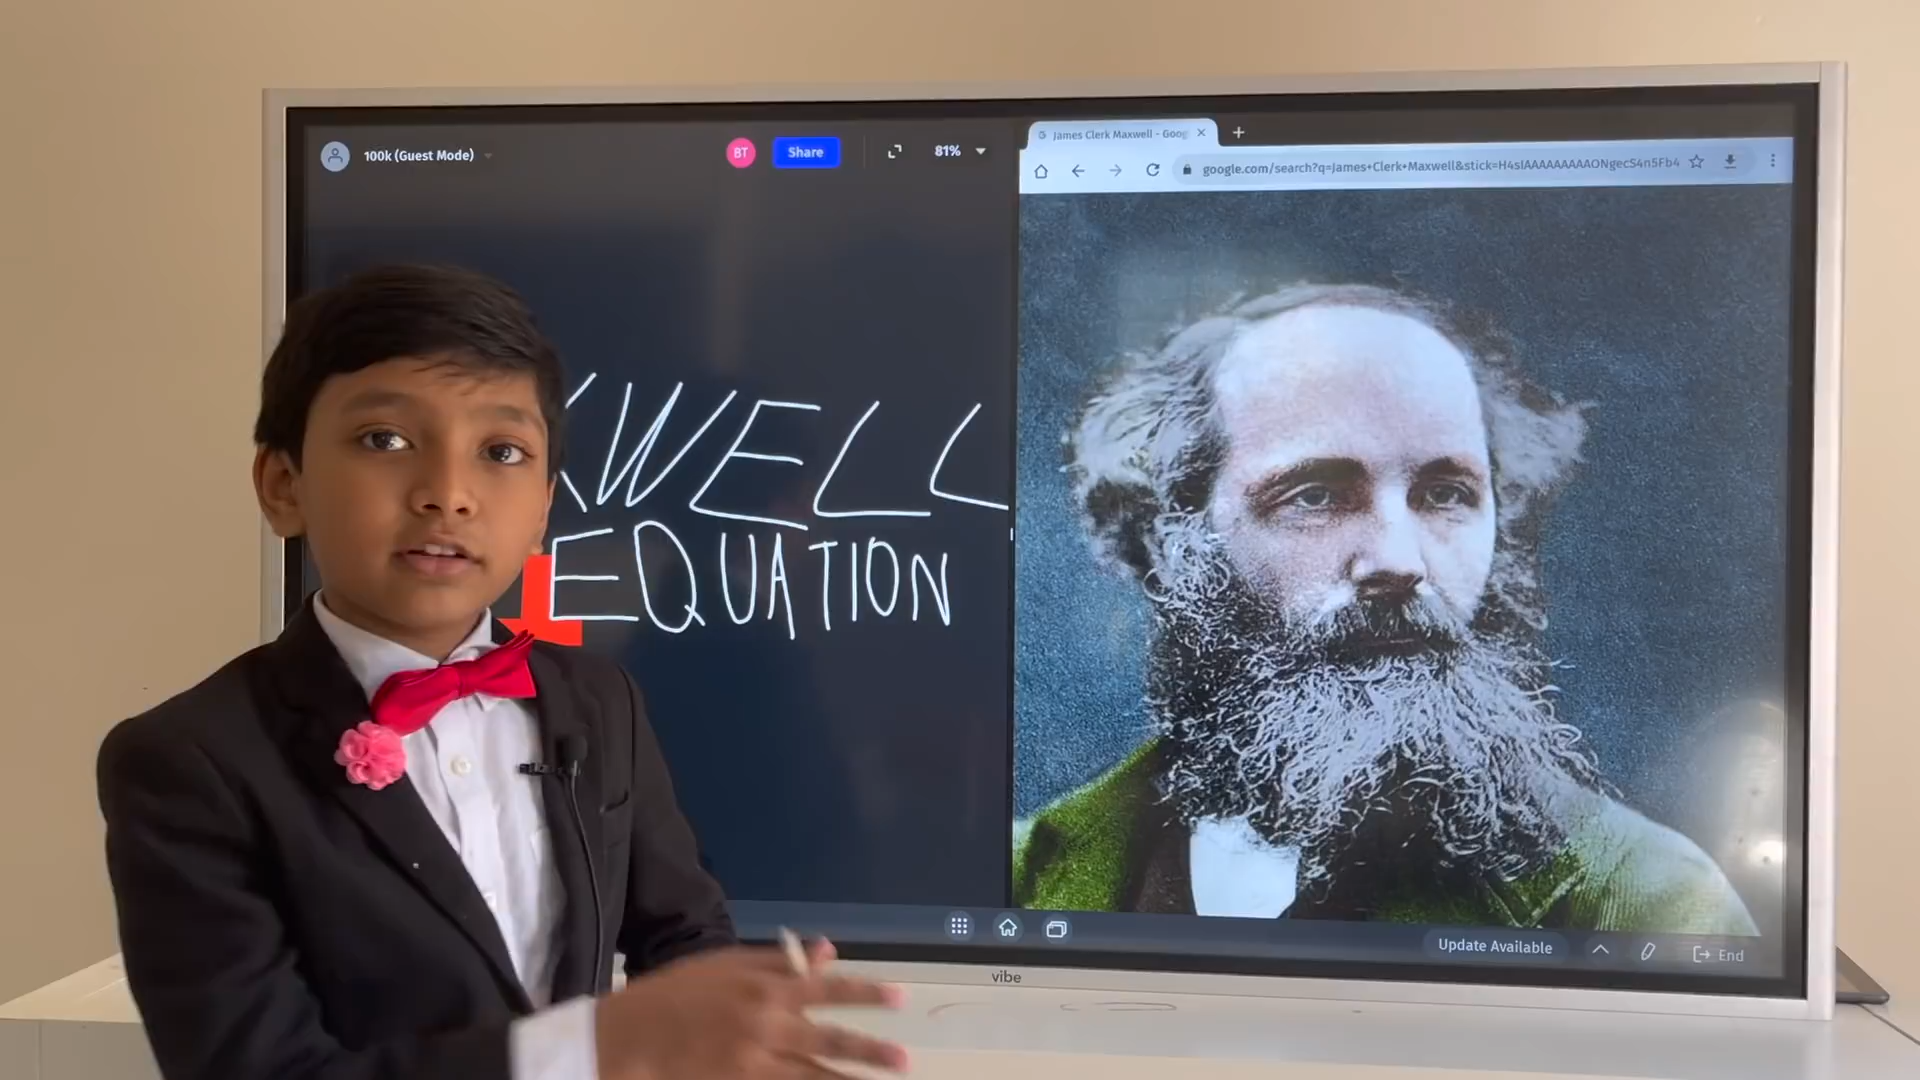 100k (Guest Mode)
BT
Share
81%
James Clerk Maxwell - Goog
google.com/search?q=James+Clerk+Maxwell&stick=H4sIAAAAAAAAAONgecS4n5Fb4
XWELL
EQUATION
Update Available
End
vibe